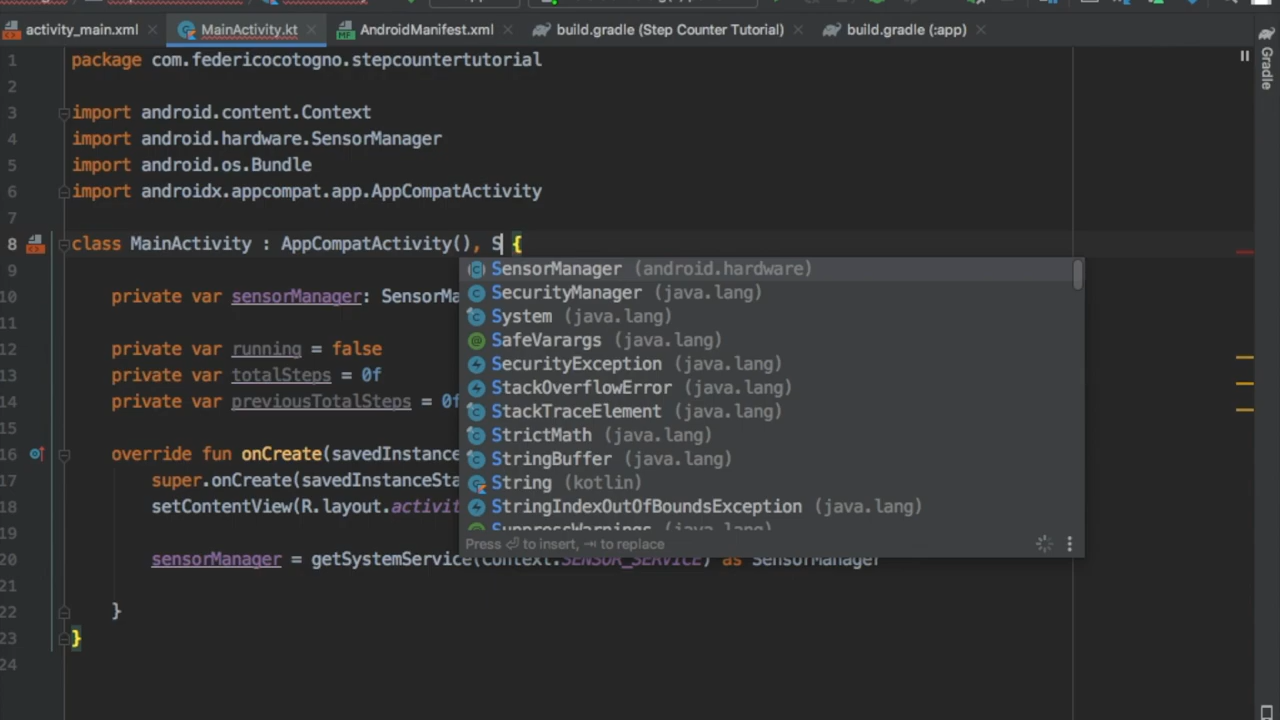 activity_main.xml MainActivity.kt AndroidManifest.xml build.gradle (Step Counter Tutorial) build.gradle (:app)
Gradle
1 package com.federicocotogno.stepcountertutorial
2
3 import android.content.Context
4 import android.hardware.SensorManager
5 import android.os.Bundle
6 import androidx.appcompat.app.AppCompatActivity
7
8 class MainActivity : AppCompatActivity(), S {
9
SensorManager (android.hardware)
SecurityManager (java.lang)
10 private var sensorManager: SensorMa
System (java.lang)
11
SafeVarargs (java.lang)
12 private var running = false
SecurityException (java.lang)
13 private var totalSteps = 0f
StackOverflowError (java.lang)
14 private var previousTotalSteps = 0f
StackTraceElement (java.lang)
15
StrictMath (java.lang)
16 override fun onCreate(savedInstance
StringBuffer (java.lang)
17 super.onCreate(savedInstanceSta
String (kotlin)
18 setContentView(R.layout.activit
StringIndexOutOfBoundsException (java.lang)
19
SuppressWarnings (java.lang)
Press ⏎ to insert, ⇥ to replace
20 sensorManager = getSystemService(Context.SENSOR_SERVICE) as SensorManager
21
22 }
23 }
24